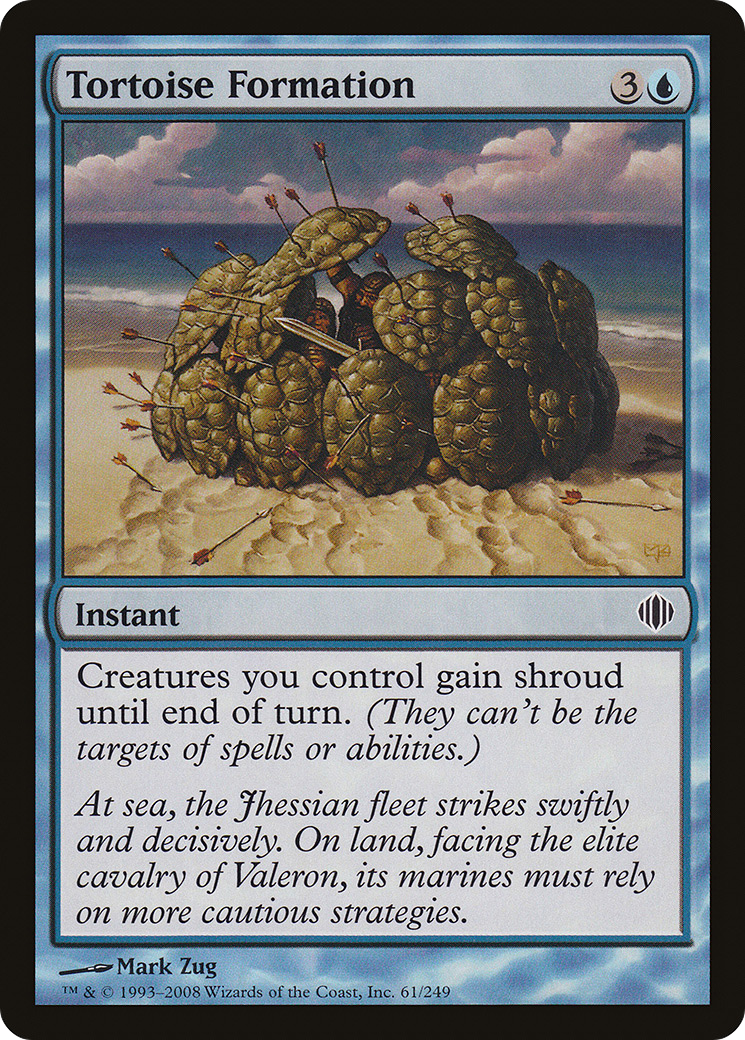 Tortoise Formation
3
Instant
Creatures you control gain shroud
until end of turn. (They can't be the
targets of spells or abilities.)
At sea, the Jhessian fleet strikes swiftly
and decisively. On land, facing the elite
cavalry of Valeron, its marines must rely
on more cautious strategies.
Mark Zug
™ & © 1993–2008 Wizards of the Coast, Inc. 61/249